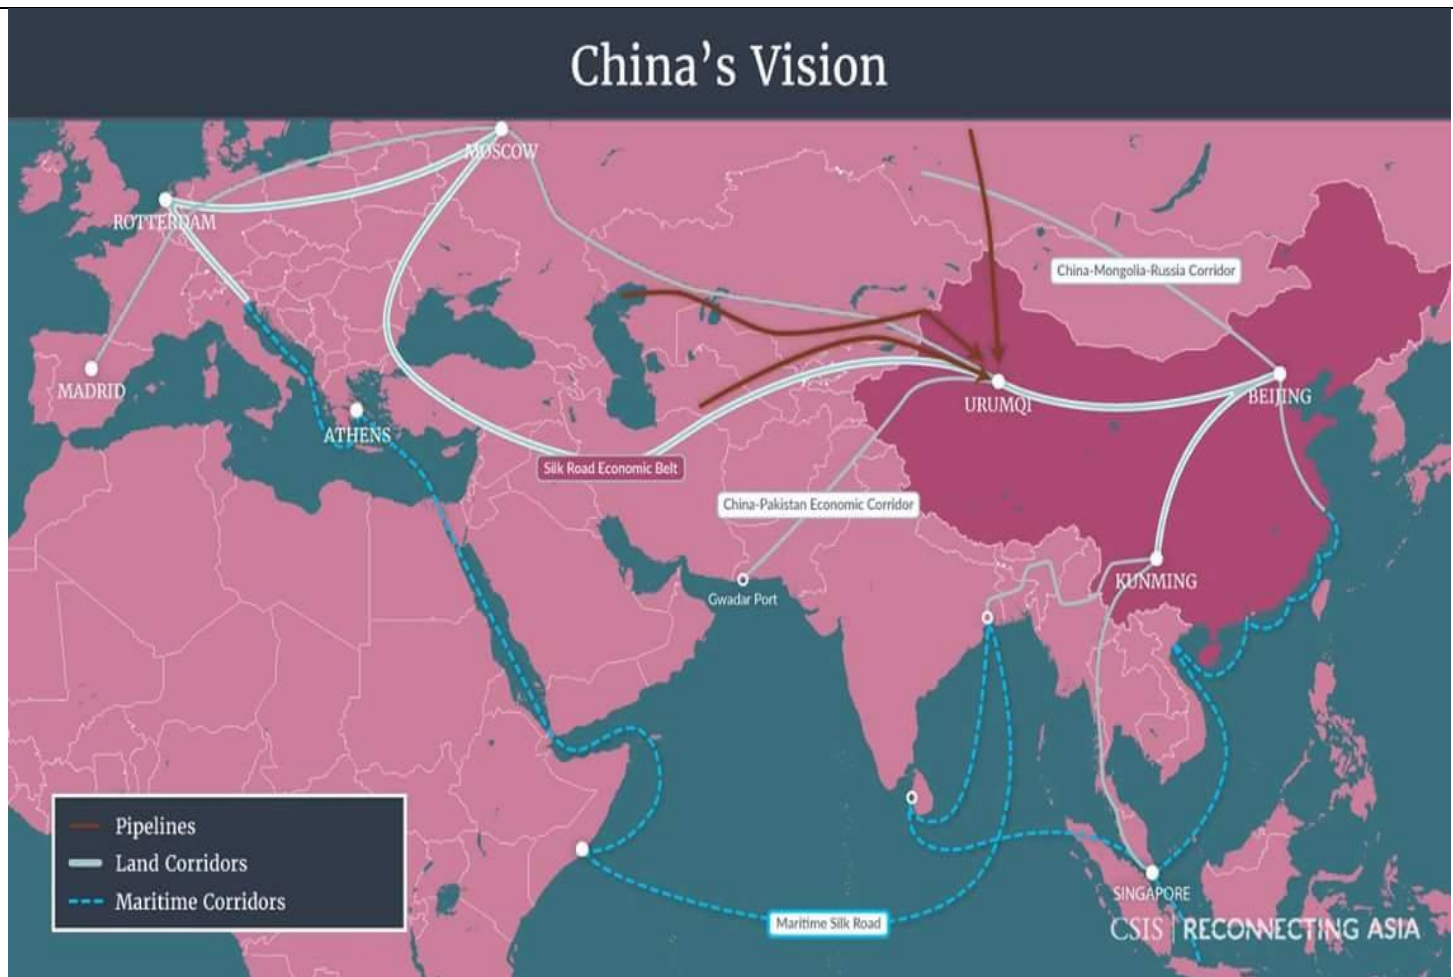 China's Vision
MOSCOW
ROTTERDAM
China-Mongolia-Russia Corridor
MADRID
URUMQI
BEIJING
ATHENS
Silk Road Economic Belt
China-Pakistan Economic Corridor
KUNMING
Gwadar Port
Pipelines
Land Corridors
Maritime Corridors
SINGAPORE
Maritime Silk Road
CSIS | RECONNECTING ASIA